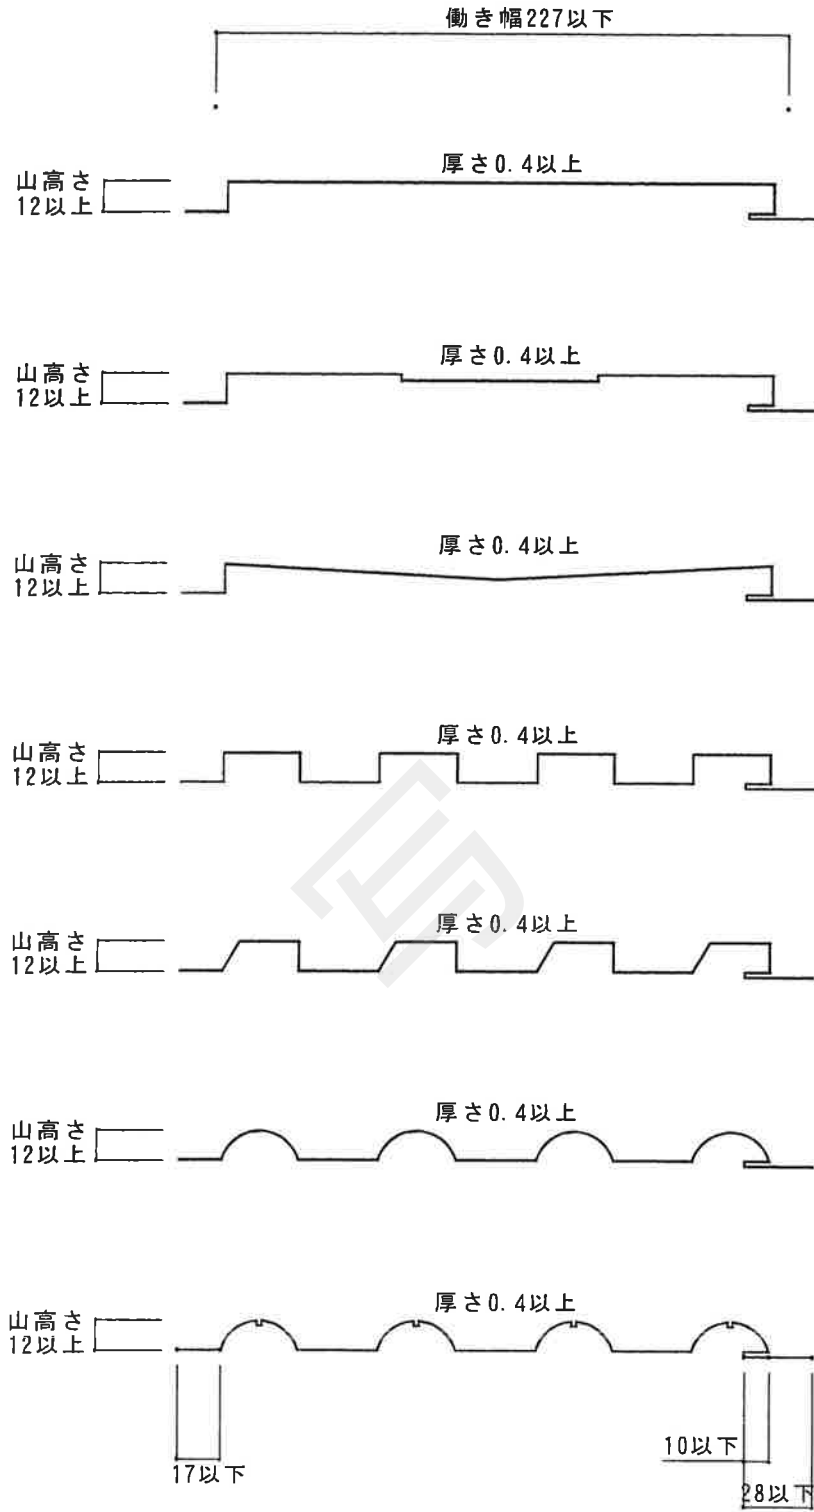 働き幅227以下
厚さ0.4以上
山高さ
12以上
厚さ0.4以上
山高さ
12以上
厚さ0.4以上
山高さ
12以上
厚さ0.4以上
山高さ
12以上
厚さ0.4以上
山高さ
12以上
厚さ0.4以上
山高さ
12以上
厚さ0.4以上
山高さ
12以上
写
10以下
17以下
28以下